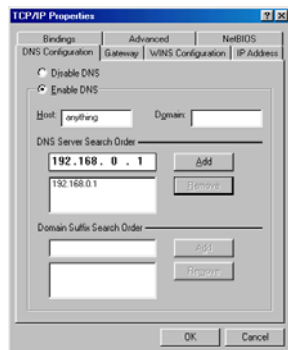 TCP/IP Properties
Bindings Advanced NetBIOS
DNS Configuration Gateway WINS Configuration IP Address
Disable DNS
Enable DNS
Host: anything Domain:
DNS Server Search Order
192.168. 0 . 1 Add
192.168.0.1 Remove
Domain Suffix Search Order
Add
Remove
OK Cancel